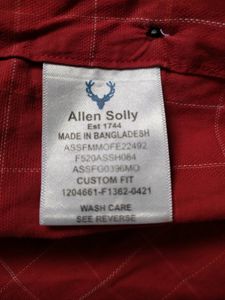 Allen Solly
Est 1744
MADE IN BANGLADESH
ASSFMMOFE22492
F520ASSH084
ASSFG0396MO
CUSTOM FIT
1204661-F1362-0421
WASH CARE
SEE REVERSE